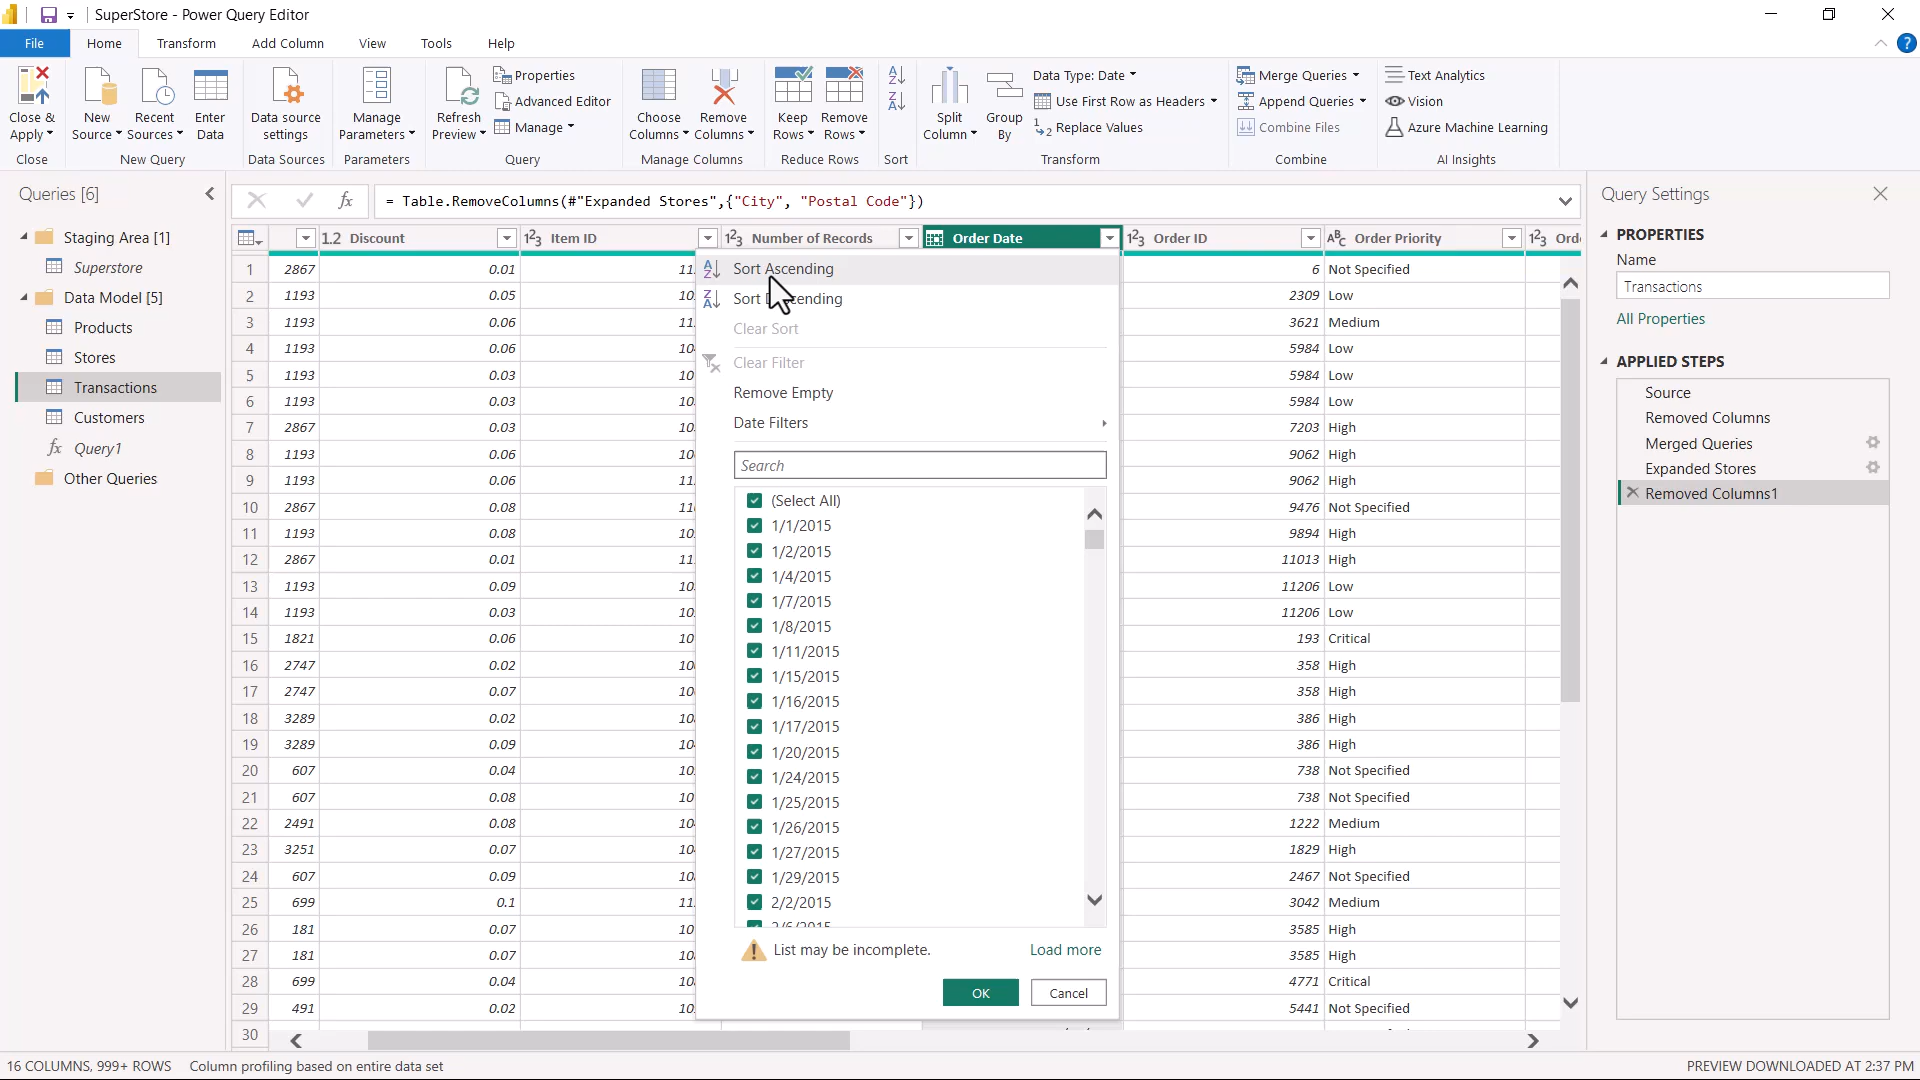 SuperStore - Power Query Editor
File Home Transform Add Column View Tools Help
Close & Apply
Close
New Source
Recent Sources
Enter Data
New Query
Data source settings
Data Sources
Manage Parameters
Parameters
Refresh Preview
Properties
Advanced Editor
Manage
Query
Choose Columns
Remove Columns
Manage Columns
Keep Rows
Remove Rows
Reduce Rows
Sort
Split Column
Group By
Data Type: Date
Use First Row as Headers
Replace Values
Transform
Merge Queries
Append Queries
Combine Files
Combine
Text Analytics
Vision
Azure Machine Learning
AI Insights
Queries [6]
Staging Area [1]
Superstore
Data Model [5]
Products
Stores
Transactions
Customers
fx Query1
Other Queries
fx = Table.RemoveColumns(#"Expanded Stores",{"City", "Postal Code"})
1.2 Discount 123 Item ID 123 Number of Records Order Date 123 Order ID ABC Order Priority 123
1 2867 0.01 6 Not Specified
2 1193 0.05 2309 Low
3 1193 0.06 3621 Medium
4 1193 0.06 5984 Low
5 1193 0.03 5984 Low
6 1193 0.03 5984 Low
7 2867 0.03 7203 High
8 1193 0.06 9062 High
9 1193 0.06 9062 High
10 2867 0.08 9476 Not Specified
11 1193 0.08 9894 High
12 2867 0.01 11013 High
13 1193 0.09 11206 Low
14 1193 0.03 11206 Low
15 1821 0.06 193 Critical
16 2747 0.02 358 High
17 2747 0.07 358 High
18 3289 0.02 386 High
19 3289 0.09 386 High
20 607 0.04 738 Not Specified
21 607 0.08 738 Not Specified
22 2491 0.08 1222 Medium
23 3251 0.07 1829 High
24 607 0.09 2467 Not Specified
25 699 0.1 3042 Medium
26 181 0.07 3585 High
27 181 0.07 3585 High
28 699 0.04 4771 Critical
29 491 0.02 5441 Not Specified
30
Sort Ascending
Sort Descending
Clear Sort
Clear Filter
Remove Empty
Date Filters
Search
(Select All)
1/1/2015
1/2/2015
1/4/2015
1/7/2015
1/8/2015
1/11/2015
1/15/2015
1/16/2015
1/17/2015
1/20/2015
1/24/2015
1/25/2015
1/26/2015
1/27/2015
1/29/2015
2/2/2015
2/6/2015
List may be incomplete. Load more
OK Cancel
Query Settings
PROPERTIES
Name
Transactions
All Properties
APPLIED STEPS
Source
Removed Columns
Merged Queries
Expanded Stores
Removed Columns1
16 COLUMNS, 999+ ROWS Column profiling based on entire data set PREVIEW DOWNLOADED AT 2:37 PM